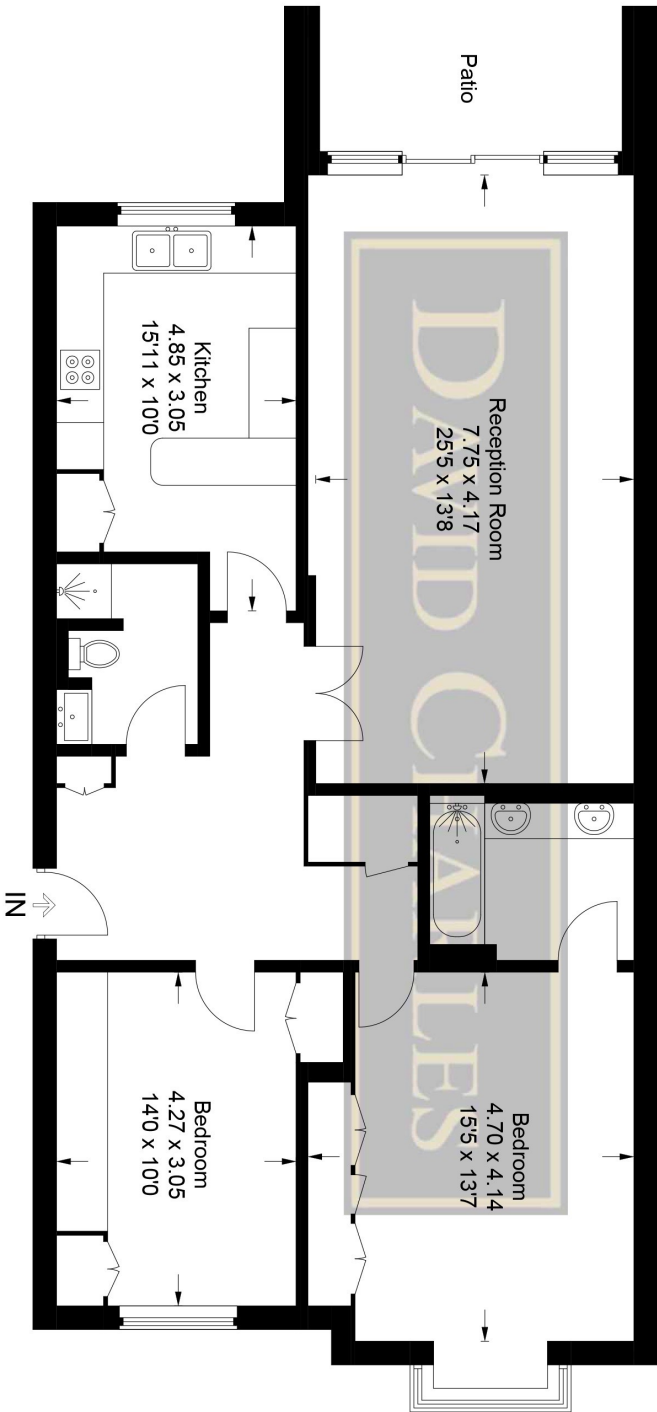 Patio
Reception Room
7.75 x 4.17
25'5 x 13'8
Kitchen
4.85 x 3.05
15'11 x 10'0
DAVID CHARLES
IN
Bedroom
4.70 x 4.14
15'5 x 13'7
Bedroom
4.27 x 3.05
14'0 x 10'0